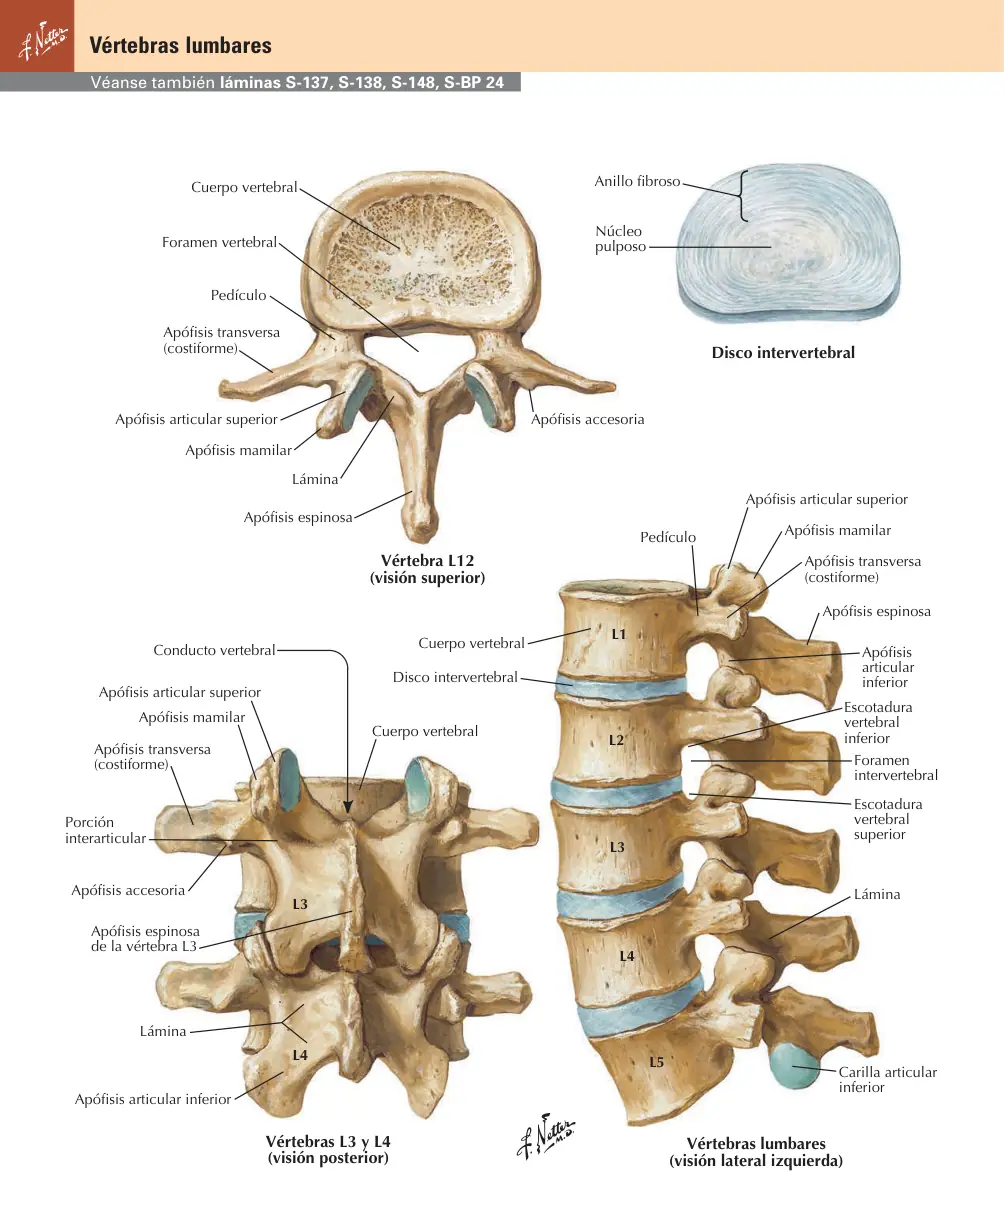 F. Netter M.D.
Vértebras lumbares
Véanse también láminas S-137, S-138, S-148, S-BP 24
Cuerpo vertebral
Foramen vertebral
Pedículo
Apófisis transversa
(costiforme)
Apófisis articular superior
Apófisis mamilar
Lámina
Apófisis espinosa
Apófisis accesoria
Vértebra L12
(visión superior)
Anillo fibroso
Núcleo
pulposo
Disco intervertebral
Conducto vertebral
Apófisis articular superior
Apófisis mamilar
Apófisis transversa
(costiforme)
Cuerpo vertebral
Porción
interarticular
Apófisis accesoria
L3
Apófisis espinosa
de la vértebra L3
Lámina
L4
Apófisis articular inferior
Vértebras L3 y L4
(visión posterior)
Apófisis articular superior
Pedículo
Apófisis mamilar
Apófisis transversa
(costiforme)
Apófisis espinosa
L1
Cuerpo vertebral
Apófisis
articular
inferior
Disco intervertebral
Escotadura
vertebral
inferior
L2
Foramen
intervertebral
Escotadura
vertebral
superior
L3
Lámina
L4
L5
Carilla articular
inferior
F. Netter M.D.
Vértebras lumbares
(visión lateral izquierda)